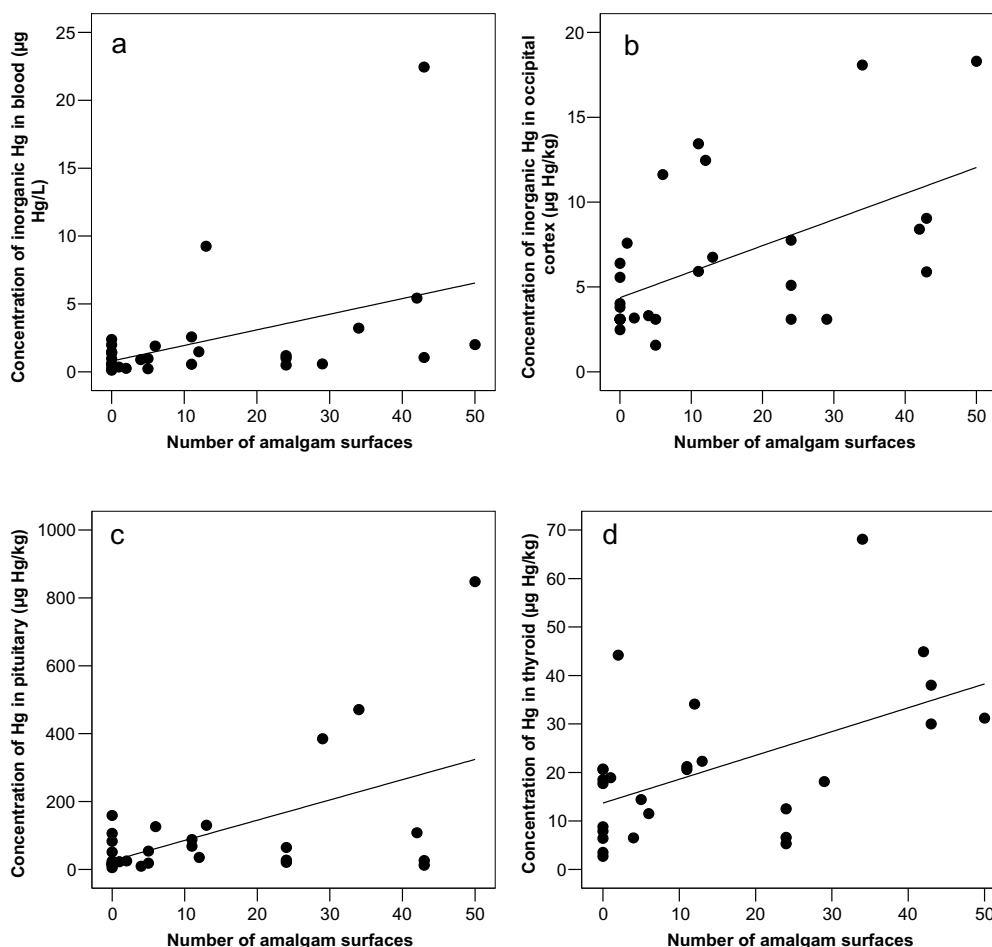 a
Concentration of inorganic Hg in blood (µg
Hg/L)
25
20
15
10
5
0
0 10 20 30 40 50
Number of amalgam surfaces
b
Concentration of inorganic Hg in occipital
cortex (µg Hg/kg)
20
15
10
5
0
0 10 20 30 40 50
Number of amalgam surfaces
c
Concentration of Hg in pituitary (µg Hg/kg)
1000
800
600
400
200
0
0 10 20 30 40 50
Number of amalgam surfaces
d
Concentration of Hg in thyroid (µg Hg/kg)
70
60
50
40
30
20
10
0
0 10 20 30 40 50
Number of amalgam surfaces